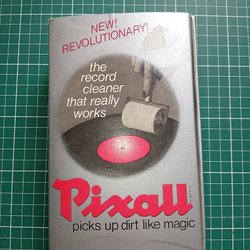 NEW!
REVOLUTIONARY!
the
record
cleaner
that really
works
Pixall
picks up dirt like magic